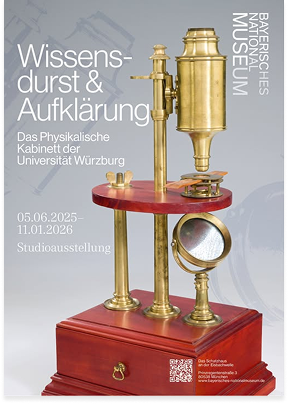 BAYERISCHES
NATIONAL
MUSEUM
Wissens-
durst &
Aufklärung
Das Physikalische
Kabinett der
Universität Würzburg
05.06.2025–
11.01.2026
Studioausstellung
Das Schatzhaus
an der Eisbachwelle
Prinzregentenstraße 3
80538 München
www.bayerisches-nationalmuseum.de